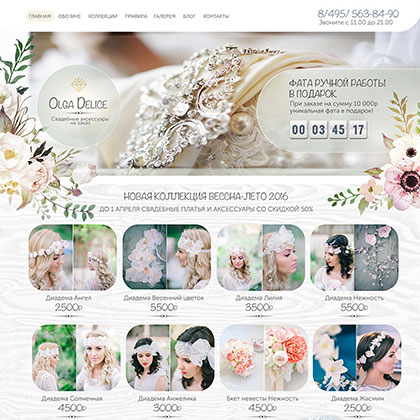 ГЛАВНАЯ ОБО МНЕ КОЛЛЕКЦИИ ПРАВИЛА ГАЛЕРЕЯ БЛОГ КОНТАКТЫ
8/495/ 563-84-90
Звоните с 11.00 до 21.00
OLGA DELICE
Свадебные аксессуары
на заказ
ФАТА РУЧНОЙ РАБОТЫ
В ПОДАРОК
При заказе на сумму 10 000р
уникальная фата в подарок!
00 03 45 17
НОВАЯ КОЛЛЕКЦИЯ ВЕССНА-ЛЕТО 2016
ДО 1 АПРЕЛЯ СВАДЕБНЫЕ ПЛАТЬЯ И АКСЕССУАРЫ СО СКИДКОЙ 50%
Диадема Ангел Диадема Весенний цветок Диадема Лилия Диадема Нежность
2500р 5500р 3500р 5500р
Диадема Солнечная Диадема Анжелика Бкет невесты Нежность Диадема Жасмин
4500р 3000р 4500р 2500р